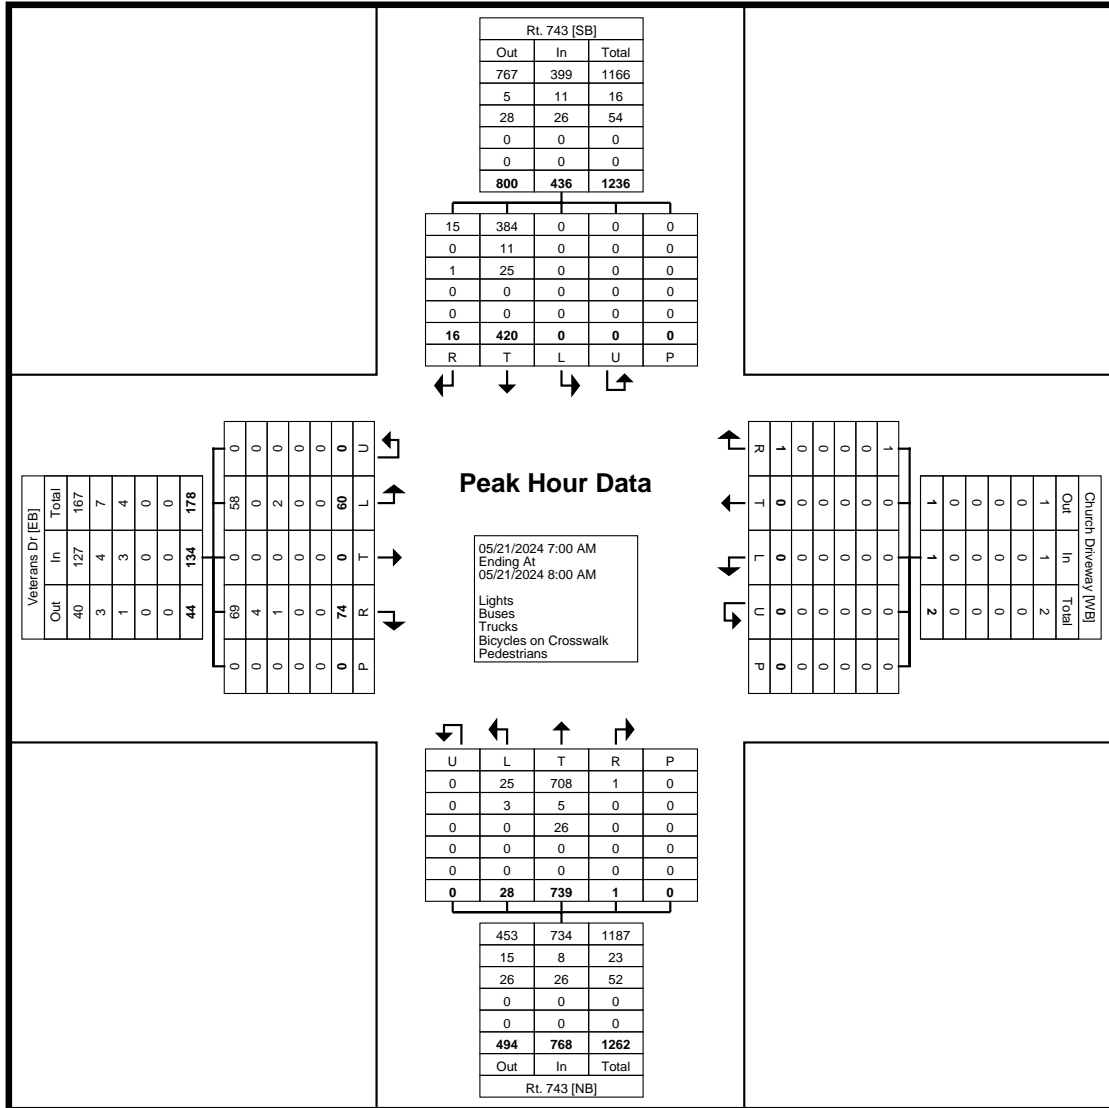 Rt. 743 [SB]
Out In Total
767 399 1166
5 11 16
28 26 54
0 0 0
0 0 0
800 436 1236
15 384 0 0 0
0 11 0 0 0
1 25 0 0 0
0 0 0 0 0
0 0 0 0 0
16 420 0 0 0
R T L U P
Veterans Dr [EB]
Total In Out
167 127 40
7 4 3
4 3 1
0 0 0
0 0 0
178 134 44
0 58 0 69 0
0 0 0 4 0
0 2 0 1 0
0 0 0 0 0
0 0 0 0 0
0 60 0 74 0
U L T R P
Peak Hour Data
05/21/2024 7:00 AM
Ending At
05/21/2024 8:00 AM
Lights
Buses
Trucks
Bicycles on Crosswalk
Pedestrians
R T L U P
1 0 0 0 0
0 0 0 0 0
0 0 0 0 0
0 0 0 0 0
0 0 0 0 0
1 0 0 0 0
Church Driveway [WB]
Out In Total
1 1 2
0 0 0
0 0 0
0 0 0
0 0 0
1 1 2
U L T R P
0 25 708 1 0
0 3 5 0 0
0 0 26 0 0
0 0 0 0 0
0 0 0 0 0
0 28 739 1 0
453 734 1187
15 8 23
26 26 52
0 0 0
0 0 0
494 768 1262
Out In Total
Rt. 743 [NB]